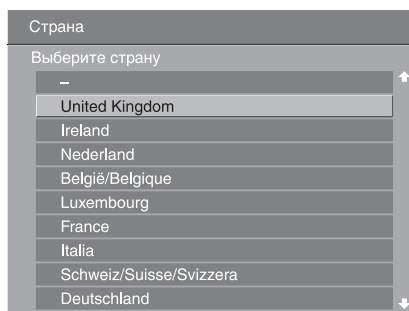 Страна
Выберите страну
–
United Kingdom
Ireland
Nederland
België/Belgique
Luxembourg
France
Italia
Schweiz/Suisse/Svizzera
Deutschland